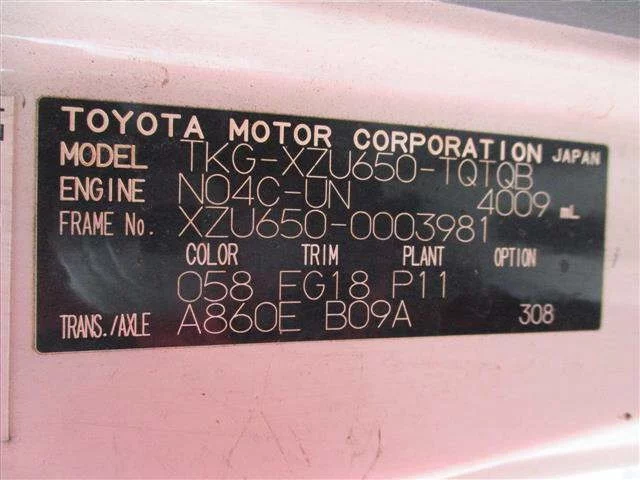 TOYOTA MOTOR CORPORATION JAPAN
MODEL TKG-XZU650-TQTQB
ENGINE N04C-UN 4009 mL
FRAME No. XZU650-0003981
COLOR TRIM PLANT OPTION
058 FG18 P11
TRANS./AXLE A860E B09A 308